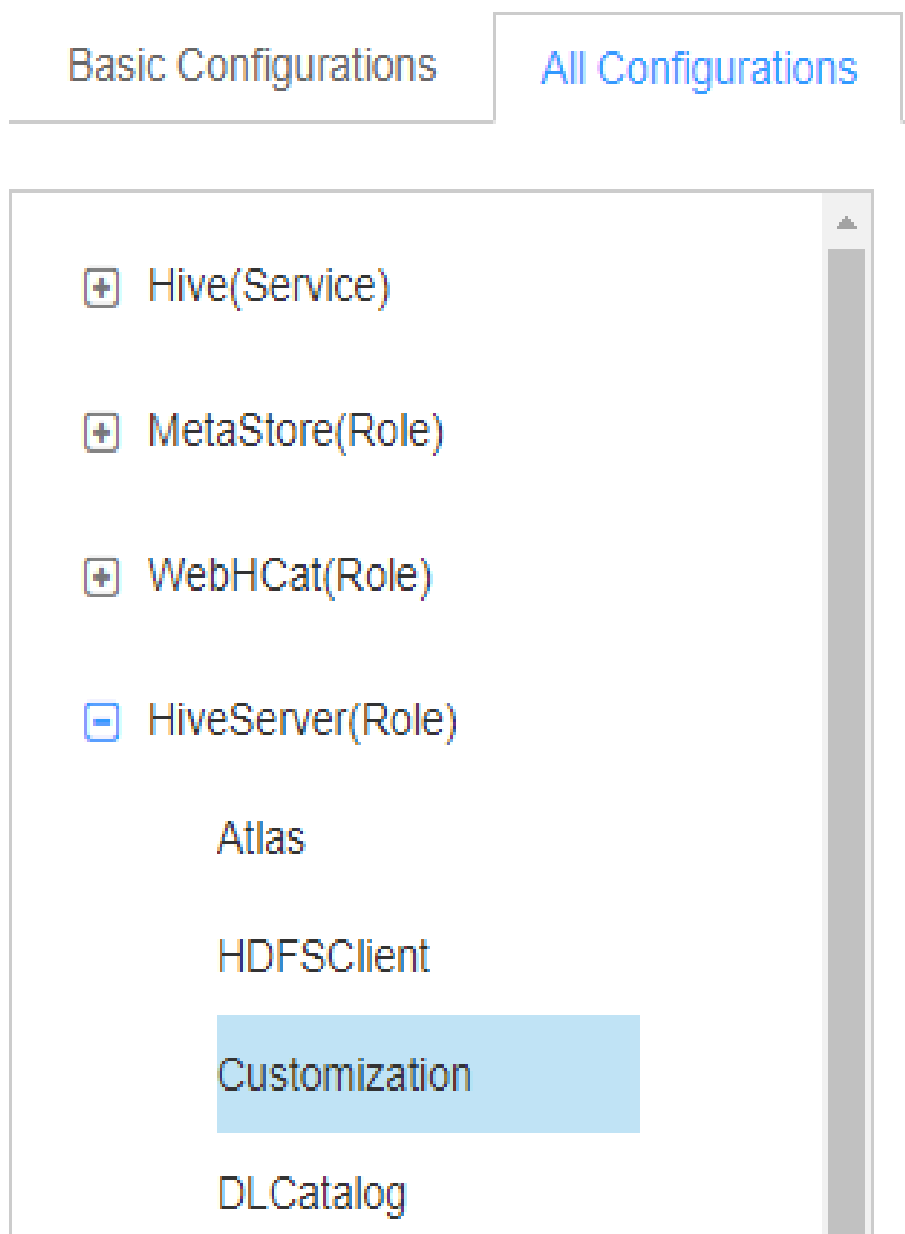 Basic Configurations All Configurations
Hive(Service)
MetaStore(Role)
WebHCat(Role)
HiveServer(Role)
Atlas
HDFSClient
Customization
DLCatalog